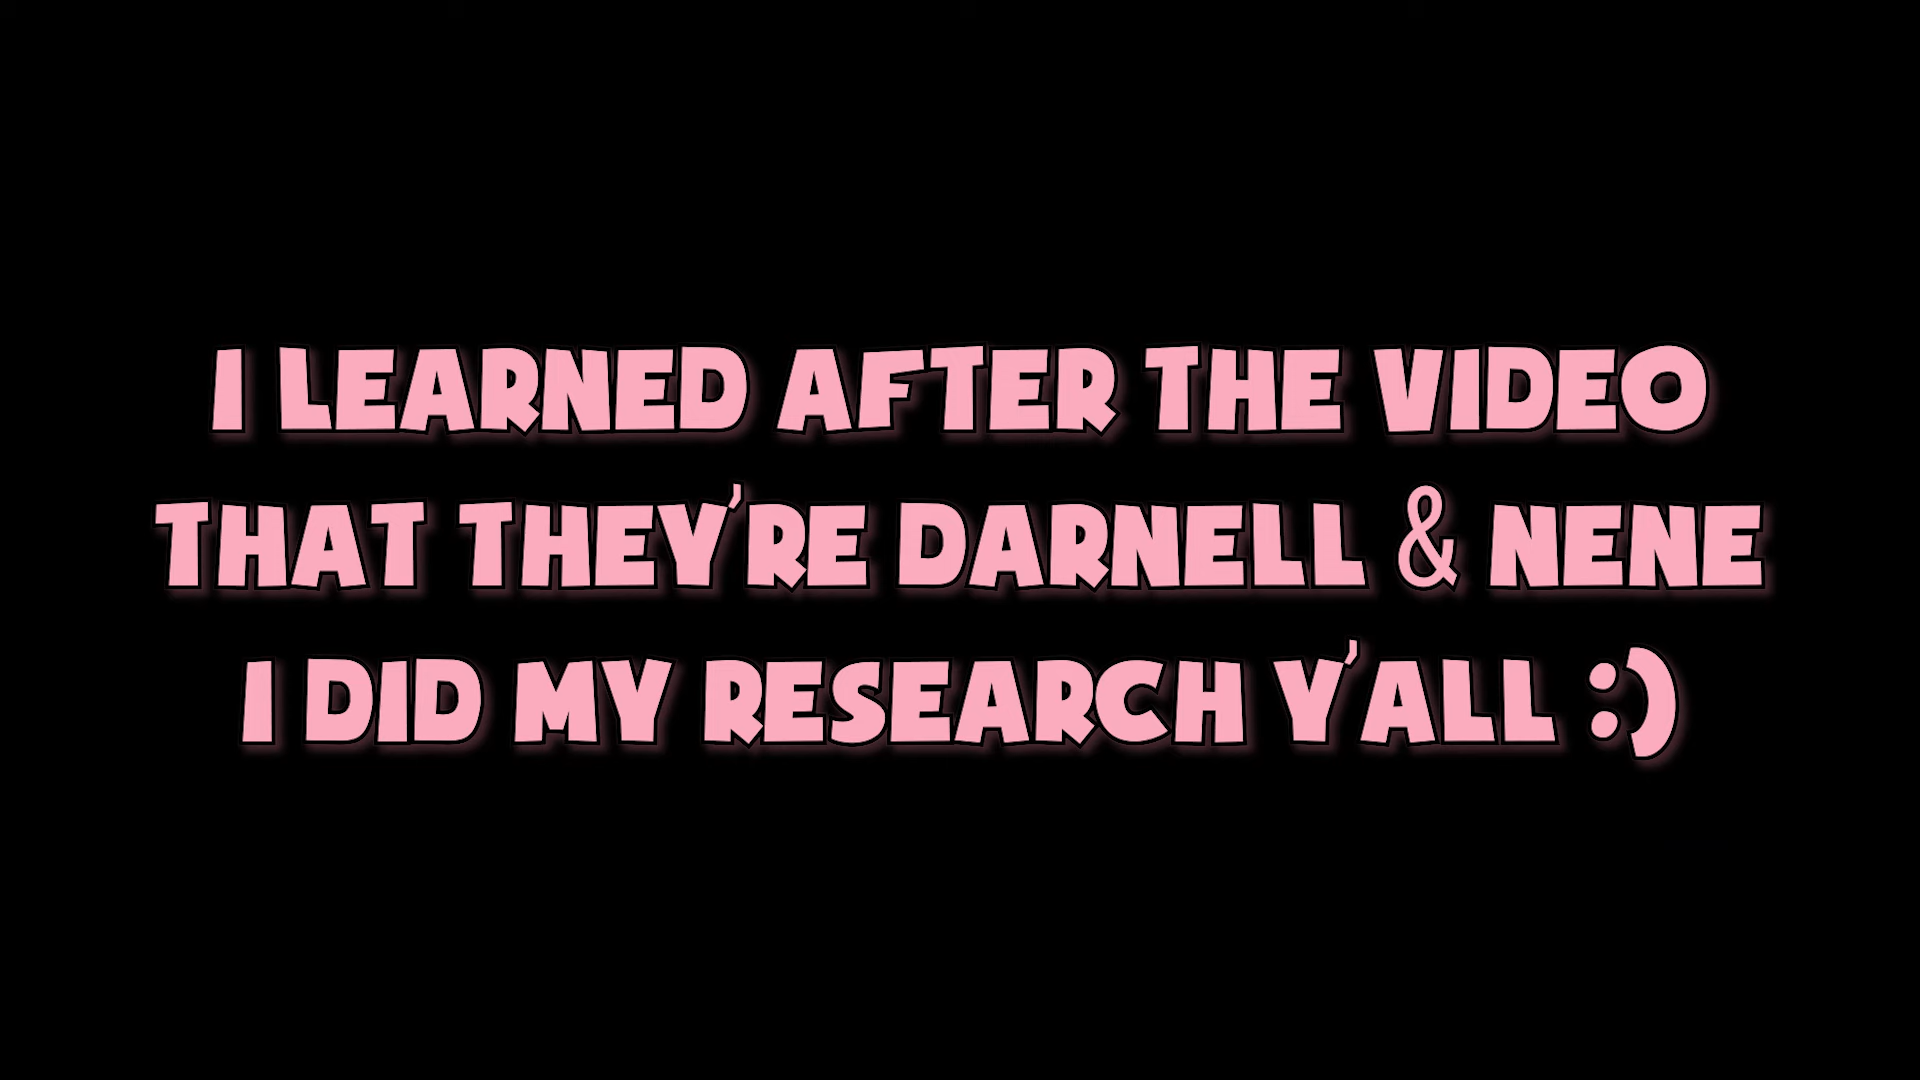 I LEARNED AFTER THE VIDEO
THAT THEY'RE DARNELL & NENE
I DID MY RESEARCH Y'ALL :)